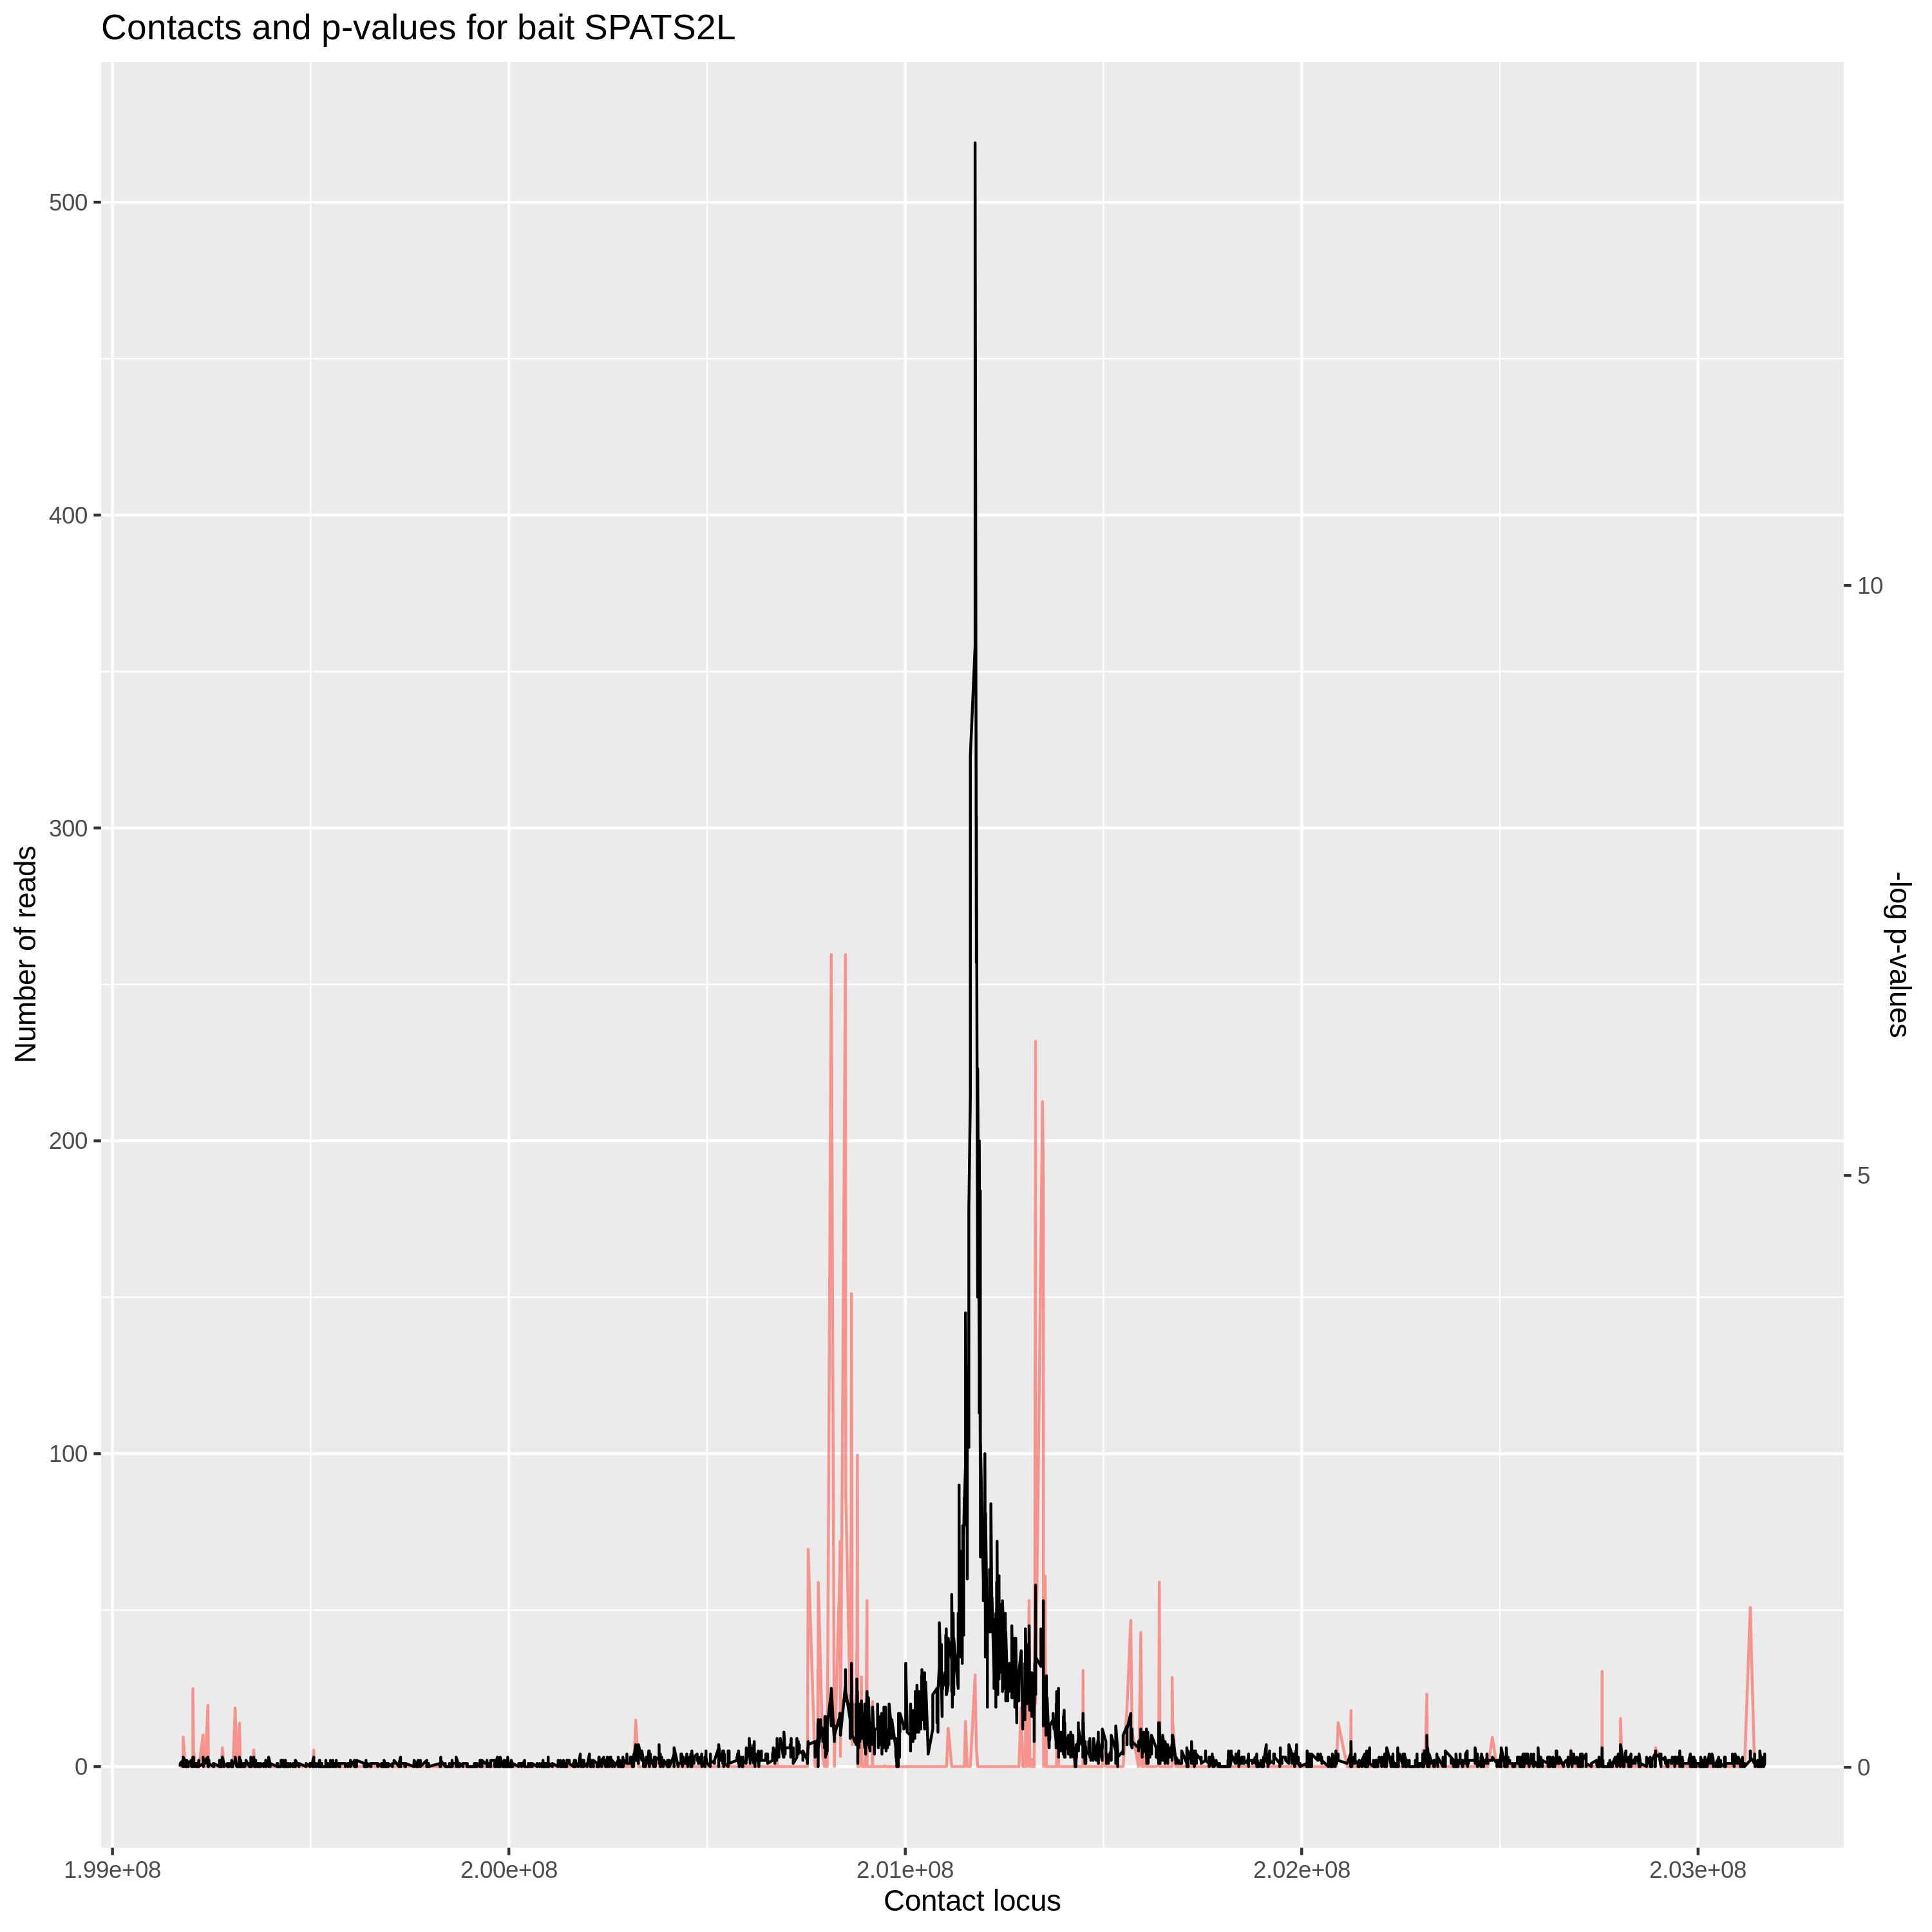 Contacts and p-values for bait SPATS2L
500
400
300
200
100
0
Number of reads
10
5
0
-log p-values
1.99e+08
2.00e+08
2.01e+08
2.02e+08
2.03e+08
Contact locus